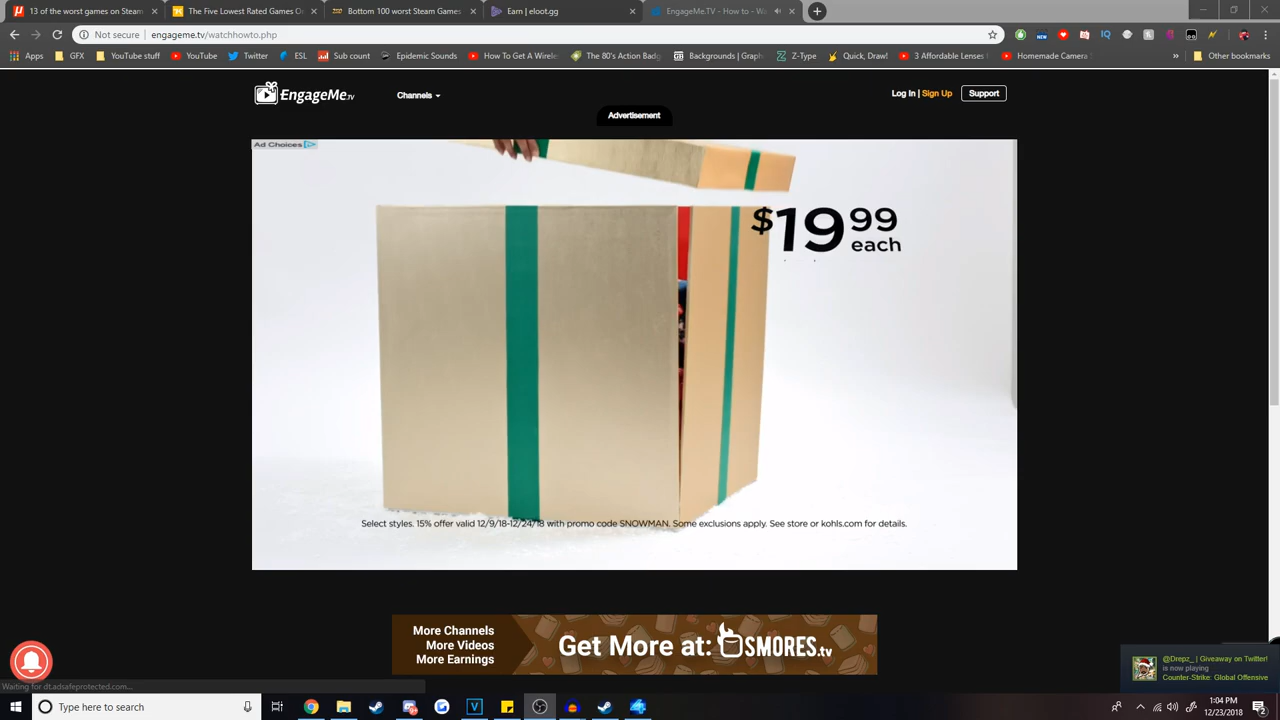 13 of the worst games on Steam
The Five Lowest Rated Games O
Bottom 100 worst Steam Games
Earn | eloot.gg
EngageMe.TV - How to - Wa
Not secure | engageme.tv/watchhowto.php
Apps
GFX
YouTube stuff
YouTube
Twitter
ESL
Sub count
Epidemic Sounds
How To Get A Wirele
The 80's Action Badg
Backgrounds | Graph
Z-Type
Quick, Draw!
3 Affordable Lenses
Homemade Camera
Other bookmarks
EngageMe.TV
Channels
Log In | Sign Up
Support
Advertisement
Ad Choices
$19 99
each
Select styles. 15% offer valid 12/9/18-12/24/18 with promo code SNOWMAN. Some exclusions apply. See store or kohls.com for details.
More Channels
More Videos
More Earnings
Get More at: SMORES.tv
@Drepz_ | Giveaway on Twitter!
is now playing
Counter-Strike: Global Offensive
Waiting for dt.adsafeprotected.com...
Type here to search
1:04 PM
12/23/2018